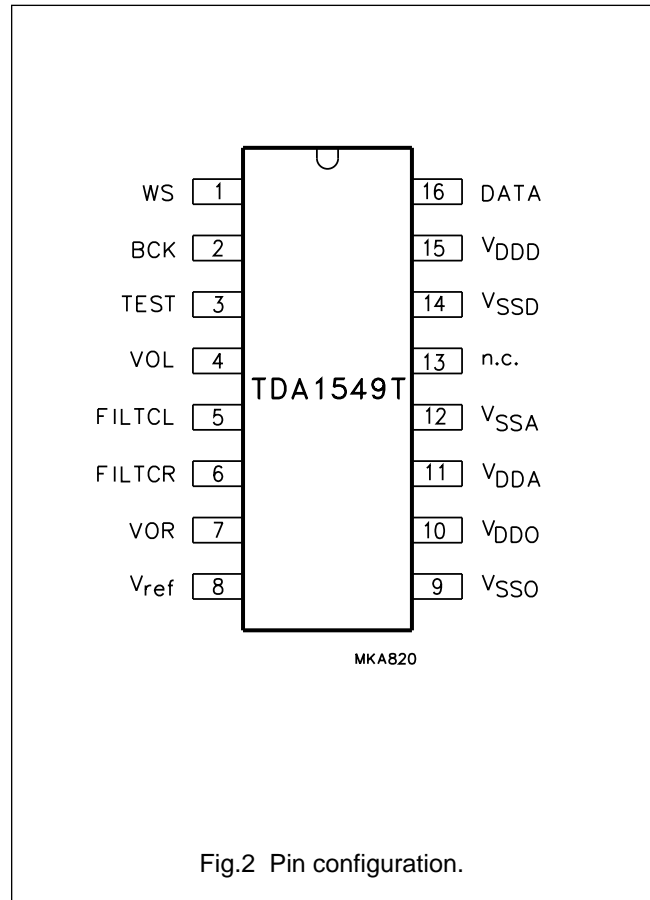 WS 1 16 DATA
BCK 2 15 VDDD
TEST 3 14 VSSD
VOL 4 13 n.c.
TDA1549T
FILTCL 5 12 VSSA
FILTCR 6 11 VDDA
VOR 7 10 VDDO
Vref 8 9 VSSO
MKA820
Fig.2 Pin configuration.